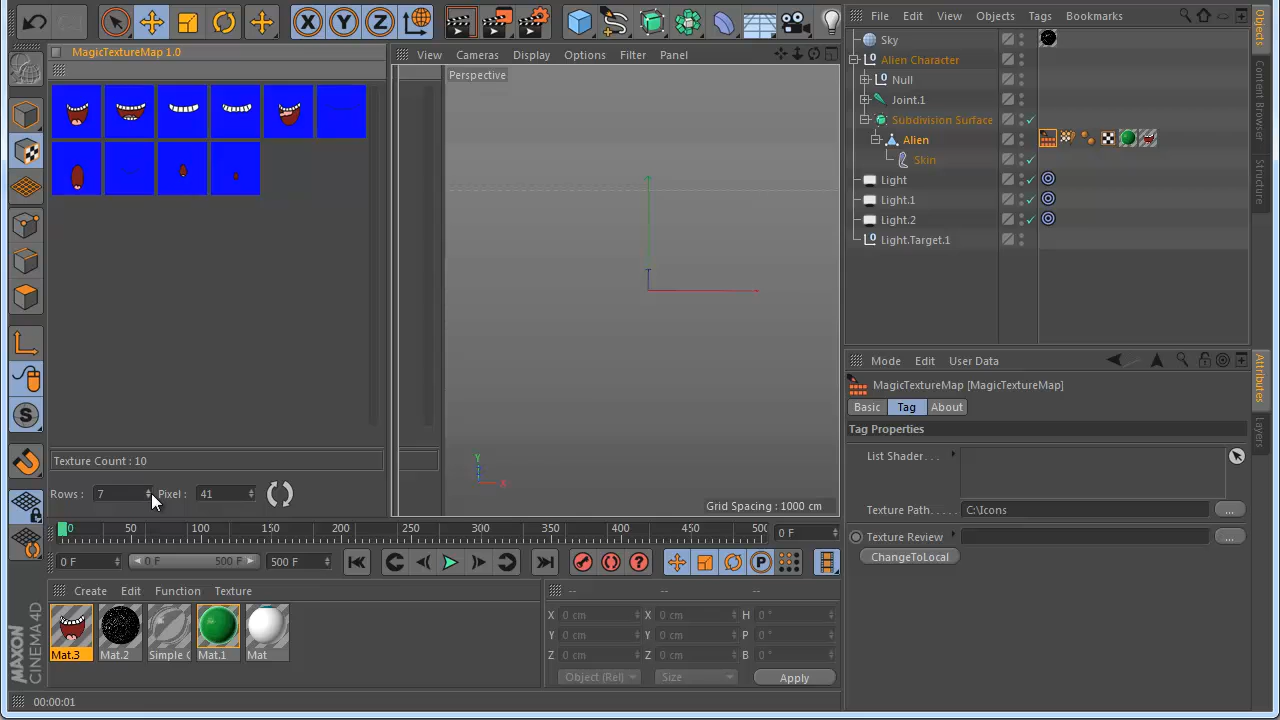 File Edit View Objects Tags Bookmarks
MagicTextureMap 1.0
View Cameras Display Options Filter Panel
Perspective
Sky
Alien Character
Null
Joint.1
Subdivision Surface
Alien
Skin
Light
Light.1
Light.2
Light.Target.1
Objects
Content Browser
Structure
Y
X
Grid Spacing : 1000 cm
Texture Count : 10
Rows : 7 Pixel : 41
Mode Edit User Data
MagicTextureMap [MagicTextureMap]
Basic Tag About
Tag Properties
List Shader . . .
Texture Path. . . . . C:\Icons ...
Texture Review ...
ChangeToLocal
Attributes
Layers
0 50 100 150 200 250 300 350 400 450 500
0 F
0 F 0 F 500 F 500 F
Create Edit Function Texture
Mat.3 Mat.2 Simple C Mat.1 Mat
-- -- --
X 0 cm X 0 cm H 0 °
Y 0 cm Y 0 cm P 0 °
Z 0 cm Z 0 cm B 0 °
Object (Rel) Size Apply
MAXON
CINEMA 4D
00:00:01